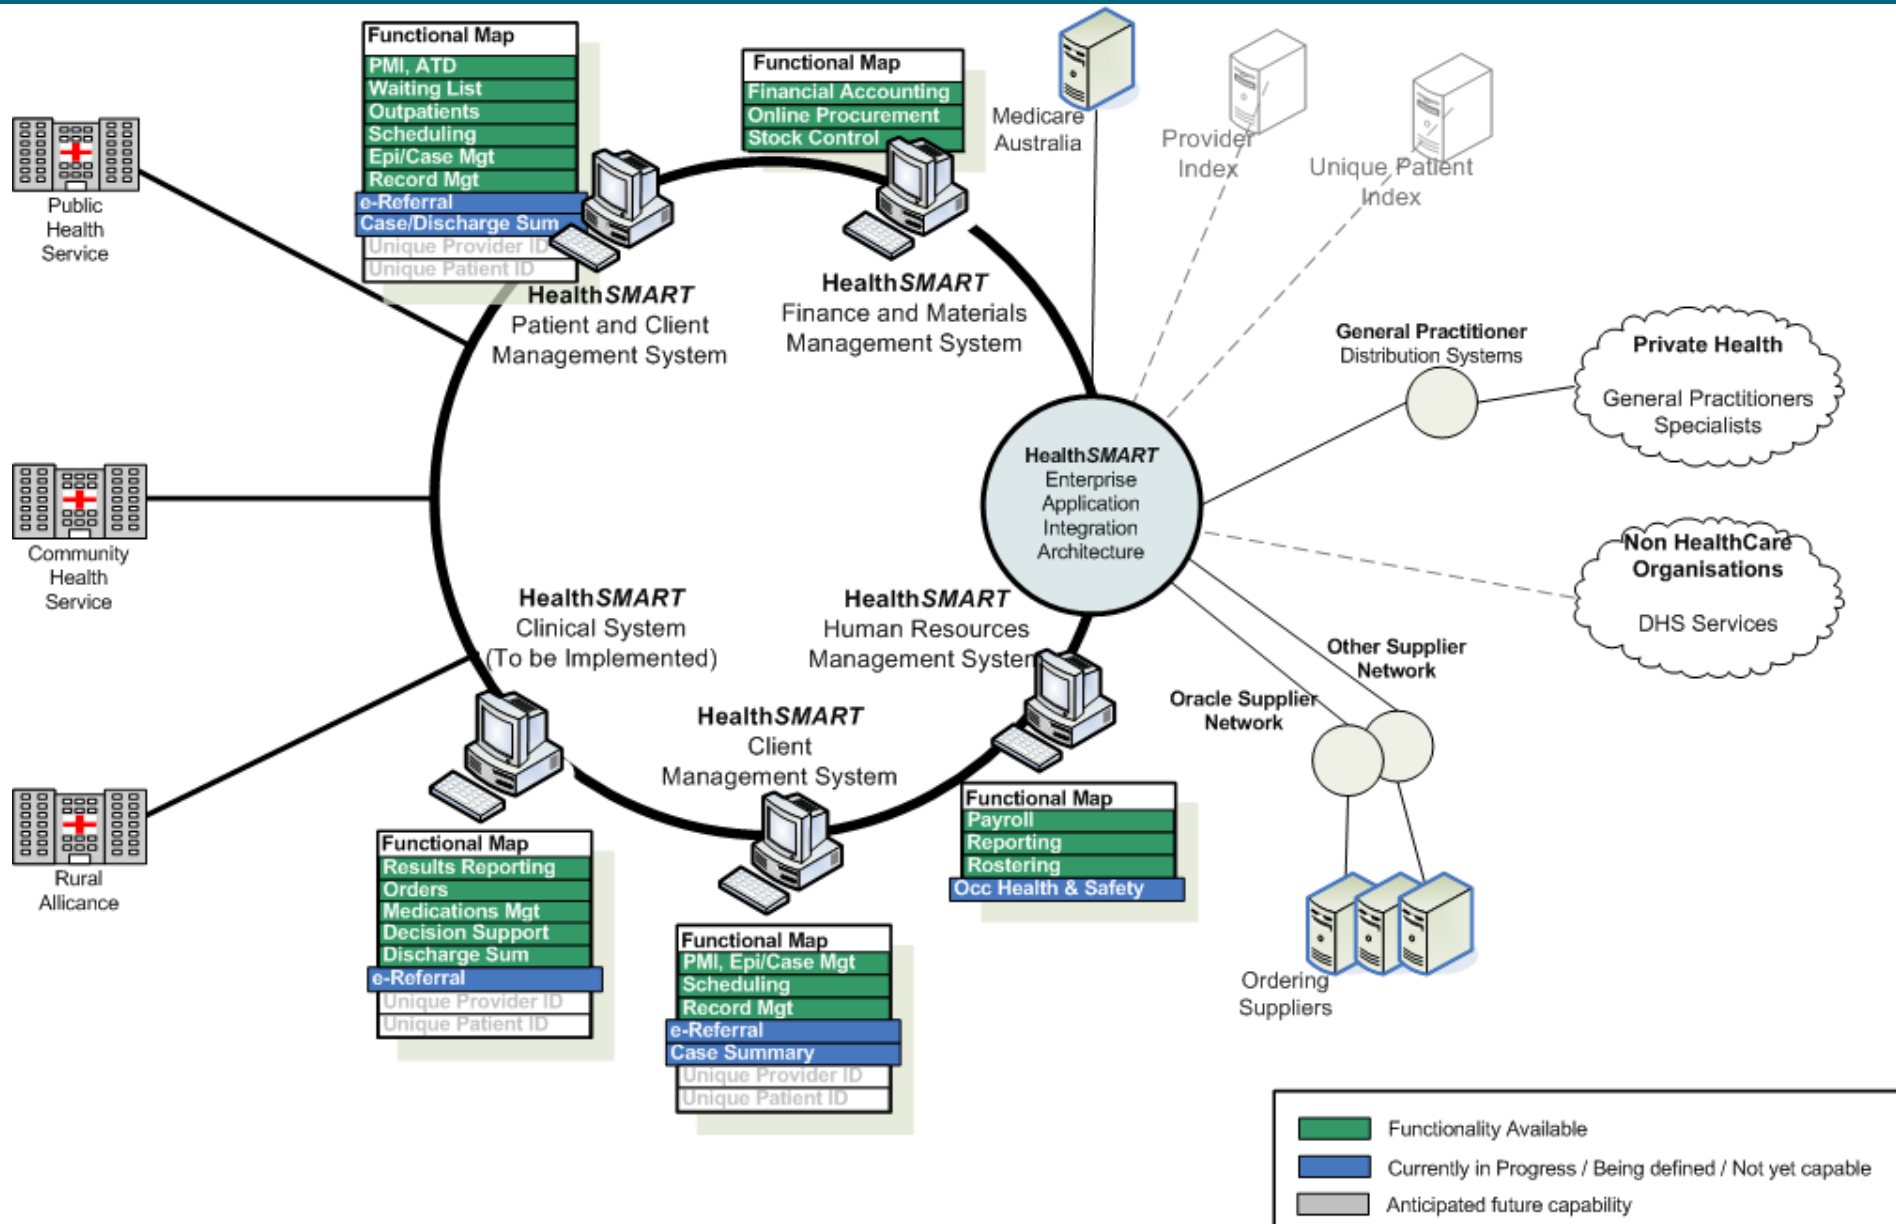 Functional Map
PMI, ATD
Waiting List
Outpatients
Scheduling
Epi/Case Mgt
Record Mgt
e-Referral
Case/Discharge Sum
Unique Provider ID
Unique Patient ID
Functional Map
Financial Accounting
Online Procurement
Stock Control
Medicare
Australia
Provider
Index
Unique Patient
Index
Public
Health
Service
HealthSMART
Patient and Client
Management System
HealthSMART
Finance and Materials
Management System
General Practitioner
Distribution Systems
Private Health
General Practitioners
Specialists
HealthSMART
Enterprise
Application
Integration
Architecture
Community
Health
Service
Non HealthCare
Organisations
DHS Services
HealthSMART
Clinical System
(To be Implemented)
HealthSMART
Human Resources
Management System
Other Supplier
Network
Oracle Supplier
Network
HealthSMART
Client
Management System
Rural
Allicance
Functional Map
Results Reporting
Orders
Medications Mgt
Decision Support
Discharge Sum
e-Referral
Unique Provider ID
Unique Patient ID
Functional Map
PMI, Epi/Case Mgt
Scheduling
Record Mgt
e-Referral
Case Summary
Unique Provider ID
Unique Patient ID
Functional Map
Payroll
Reporting
Rostering
Occ Health & Safety
Ordering
Suppliers
Functionality Available
Currently in Progress / Being defined / Not yet capable
Anticipated future capability